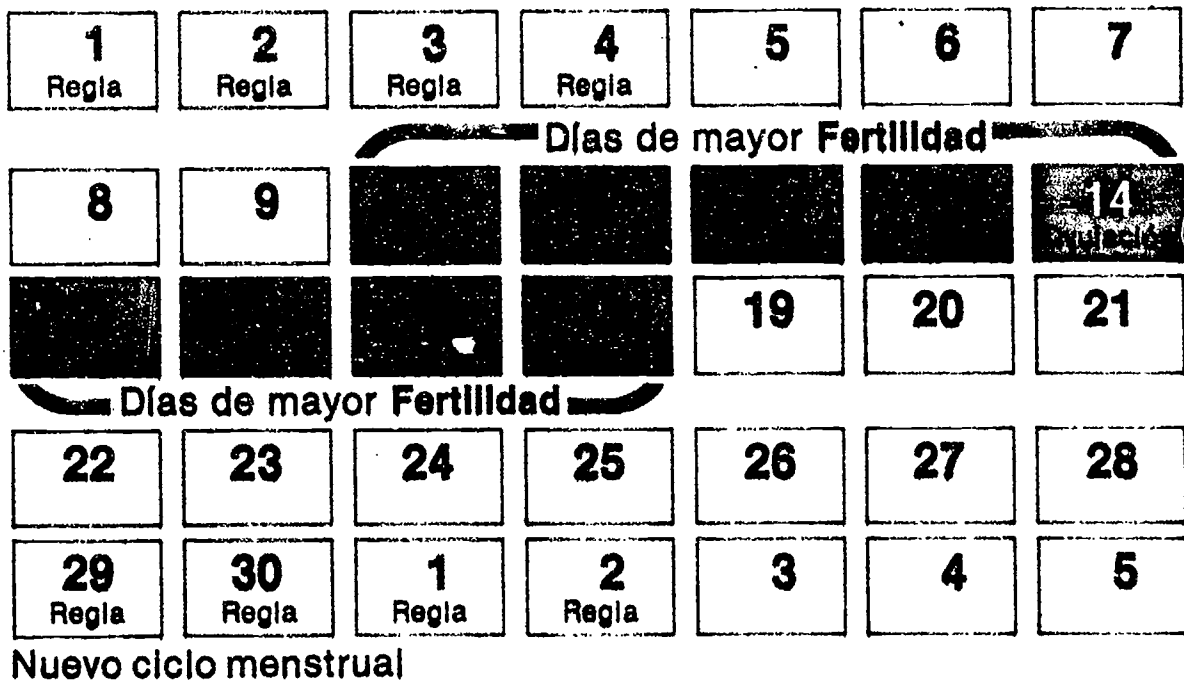 1 2 3 4 5 6 7
Regla Regla Regla Regla
Días de mayor Fertilidad
8 9 14
19 20 21
Días de mayor Fertilidad
22 23 24 25 26 27 28
29 30 1 2 3 4 5
Regla Regla Regla Regla
Nuevo ciclo menstrual